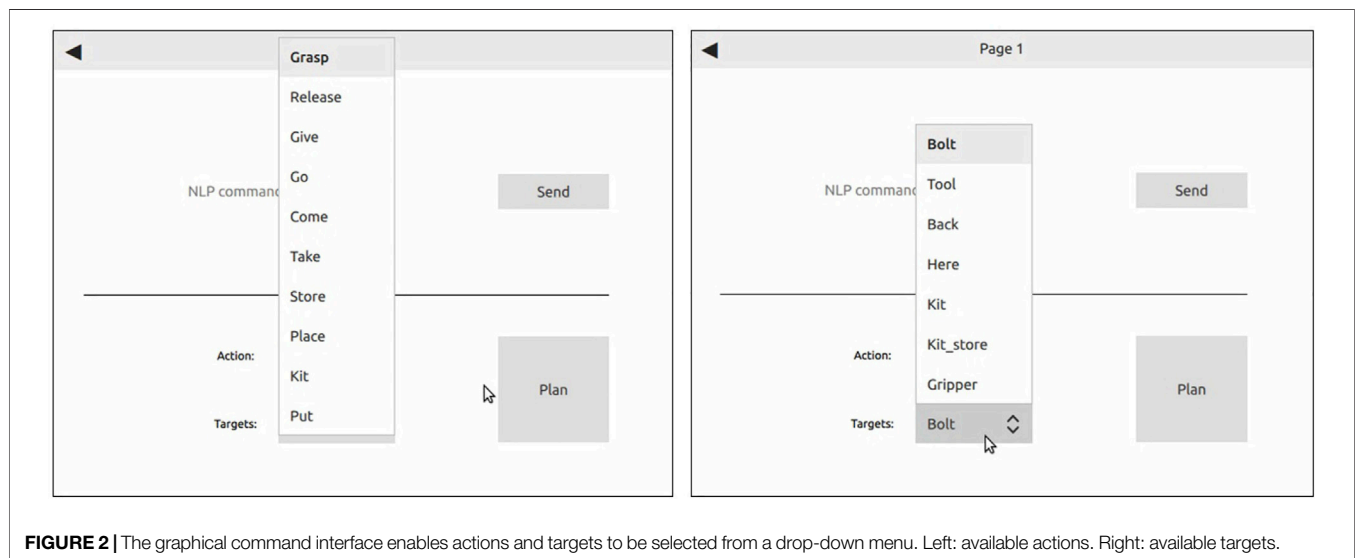 Grasp
Release
Give
Go
Come
Take
Store
Place
Kit
Put
NLP command
Send
Action:
Targets:
Plan
Page 1
Bolt
Tool
Back
Here
Kit
Kit_store
Gripper
Bolt
NLP command
Send
Action:
Targets:
Plan
FIGURE 2 | The graphical command interface enables actions and targets to be selected from a drop-down menu. Left: available actions. Right: available targets.